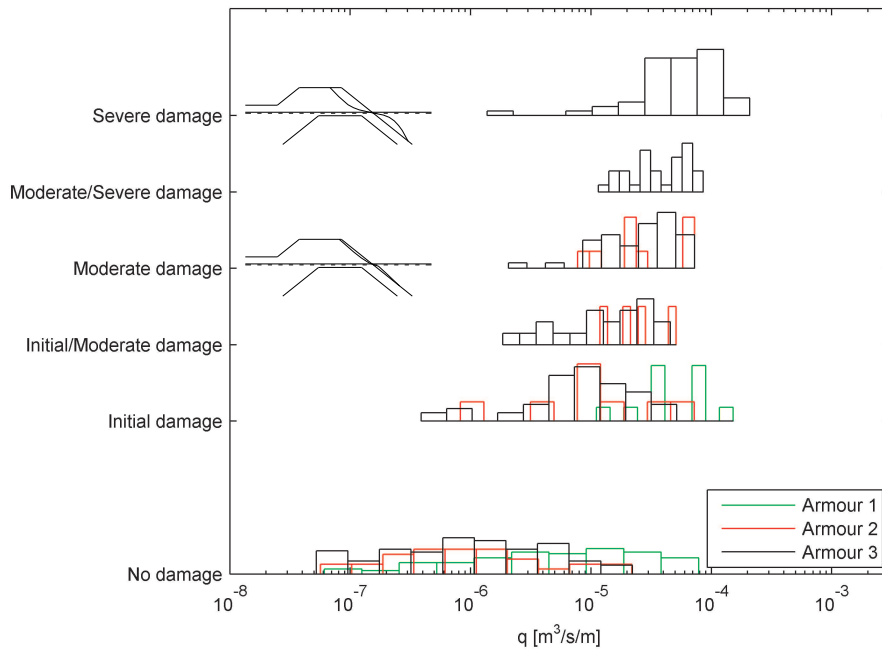 Severe damage
Moderate/Severe damage
Moderate damage
Initial/Moderate damage
Initial damage
No damage
Armour 1
Armour 2
Armour 3
10^-8 10^-7 10^-6 10^-5 10^-4 10^-3
q [m^3/s/m]